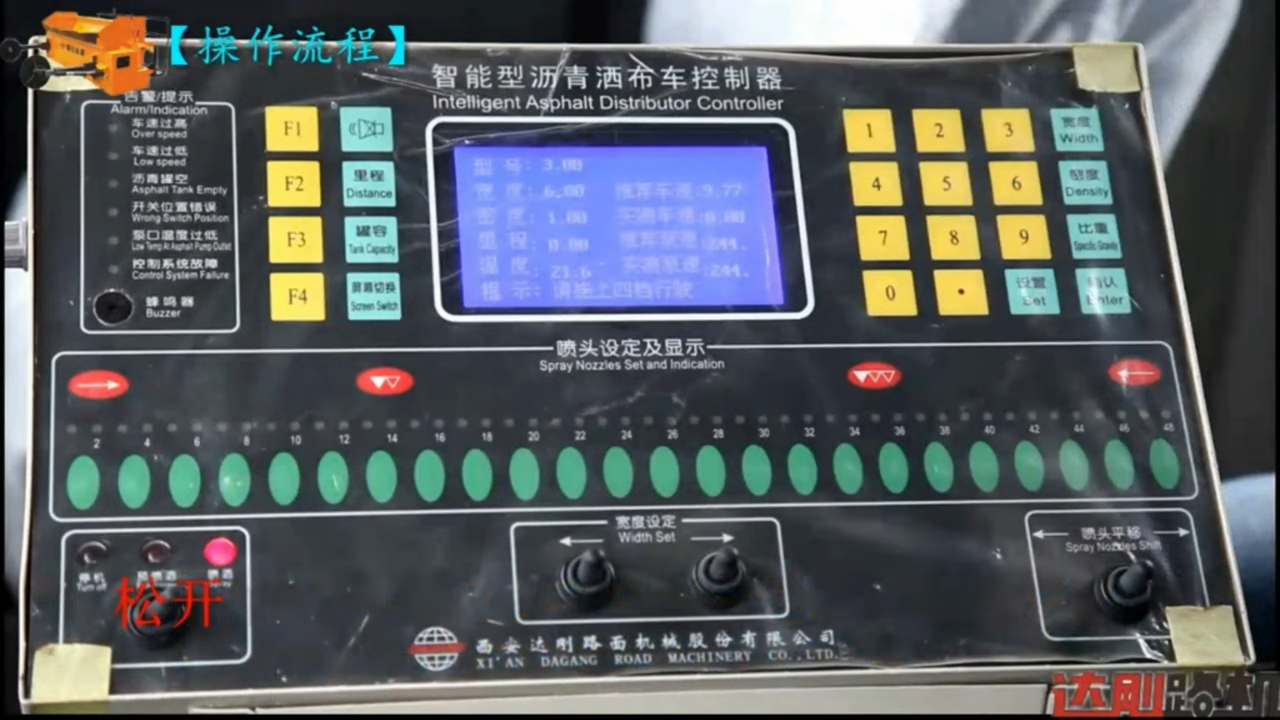 【操作流程】
智能型沥青洒布车控制器
Intelligent Asphalt Distributor Controller
告警/提示
Alarm/Indication
车速过高
Over speed
车速过低
Low speed
沥青罐空
Asphalt Tank Empty
开关位置错误
Wrong Switch Position
泵口温度过低
Low Temp At Asphalt Pump Outlet
控制系统故障
Control System Failure
蜂鸣器
Buzzer
F1
F2
里程
Distance
F3
罐容
Tank Capacity
F4
屏幕切换
Screen Switch
型 号: 3.00
宽 度: 6.00 推荐车速:9.77
密 度: 1.00 实测车速:0.00
里 程: 0.00 推荐泵速:244.
温 度: 21.6 实测泵速:244.
提 示: 请挂上四档行驶
1 2 3 宽度
Width
4 5 6 密度
Density
7 8 9 比重
Specific Gravity
0 • 设置 确认
Set Enter
喷头设定及显示
Spray Nozzles Set and Indication
2 4 6 8 10 12 14 16 18 20 22 24 26 28 30 32 34 36 38 40 42 44 46 48
停机 喷洒
Turn off Spray
松开
宽度设定
Width Set
喷头平移
Spray Nozzles Shift
西安达刚路面机械股份有限公司
XI'AN DAGANG ROAD MACHINERY CO.,LTD.
达刚路机